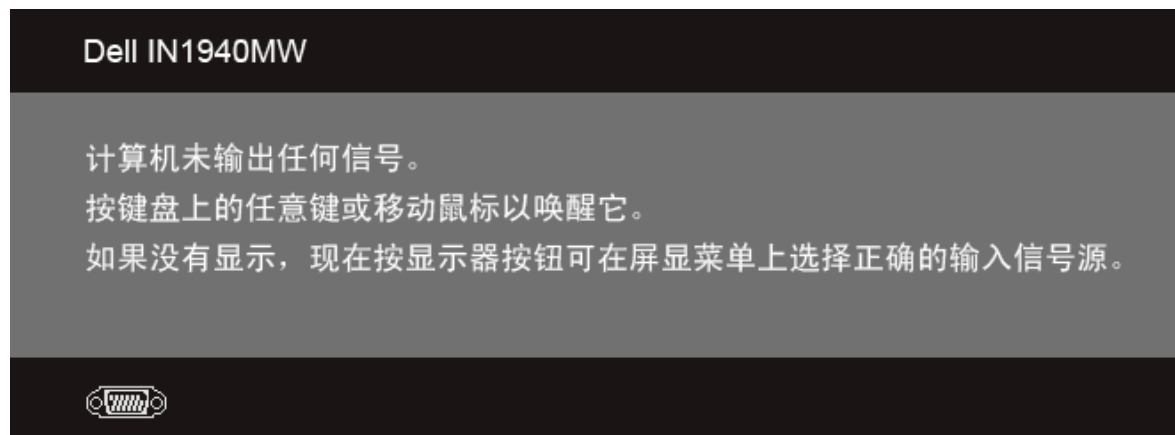 Dell IN1940MW
计算机未输出任何信号。
按键盘上的任意键或移动鼠标以唤醒它。
如果没有显示，现在按显示器按钮可在屏显菜单上选择正确的输入信号源。